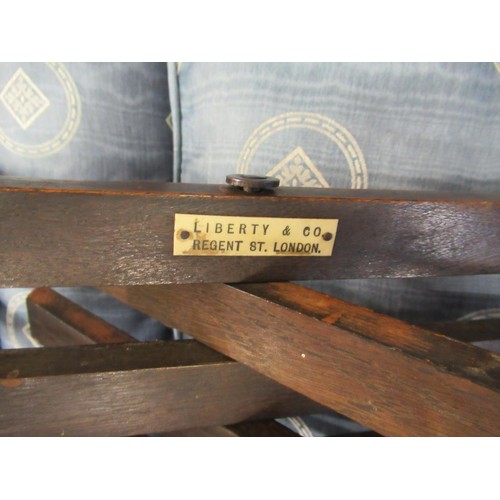 LIBERTY & CO
REGENT ST. LONDON.